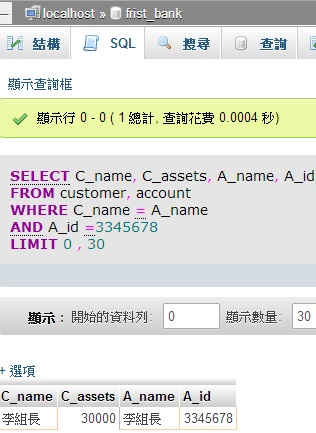 localhost » frist_bank
結構 SQL 搜尋 查詢
顯示查詢框
顯示行 0 - 0 ( 1 總計, 查詢花費 0.0004 秒)
SELECT C_name, C_assets, A_name, A_id
FROM customer, account
WHERE C_name = A_name
AND A_id =3345678
LIMIT 0 , 30
顯示 : 開始的資料列: 0 顯示數量: 30
+ 選項
C_name C_assets A_name A_id
李組長 30000 李組長 3345678